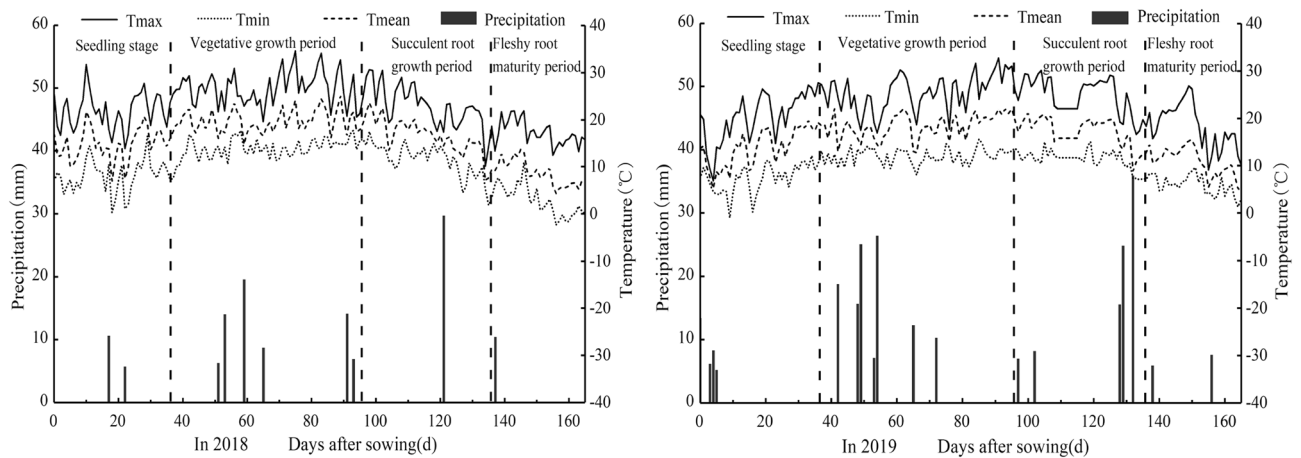 Tmax Tmin Tmean Precipitation
60 40
Seedling stage Vegetative growth period Succulent root Fleshy root
growth period maturity period
50 30
40 20
30 10
20 0
10 -10
0 -20
-30
-40
Precipitation(mm)
Temperature(℃)
0 20 40 60 80 100 120 140 160
In 2018 Days after sowing(d)
Tmax Tmin Tmean Precipitation
60 40
Seedling stage Vegetative growth period Succulent root Fleshy root
growth period maturity period
50 30
40 20
30 10
20 0
10 -10
0 -20
-30
-40
Precipitation(mm)
Temperature(℃)
0 20 40 60 80 100 120 140 160
In 2019 Days after sowing(d)